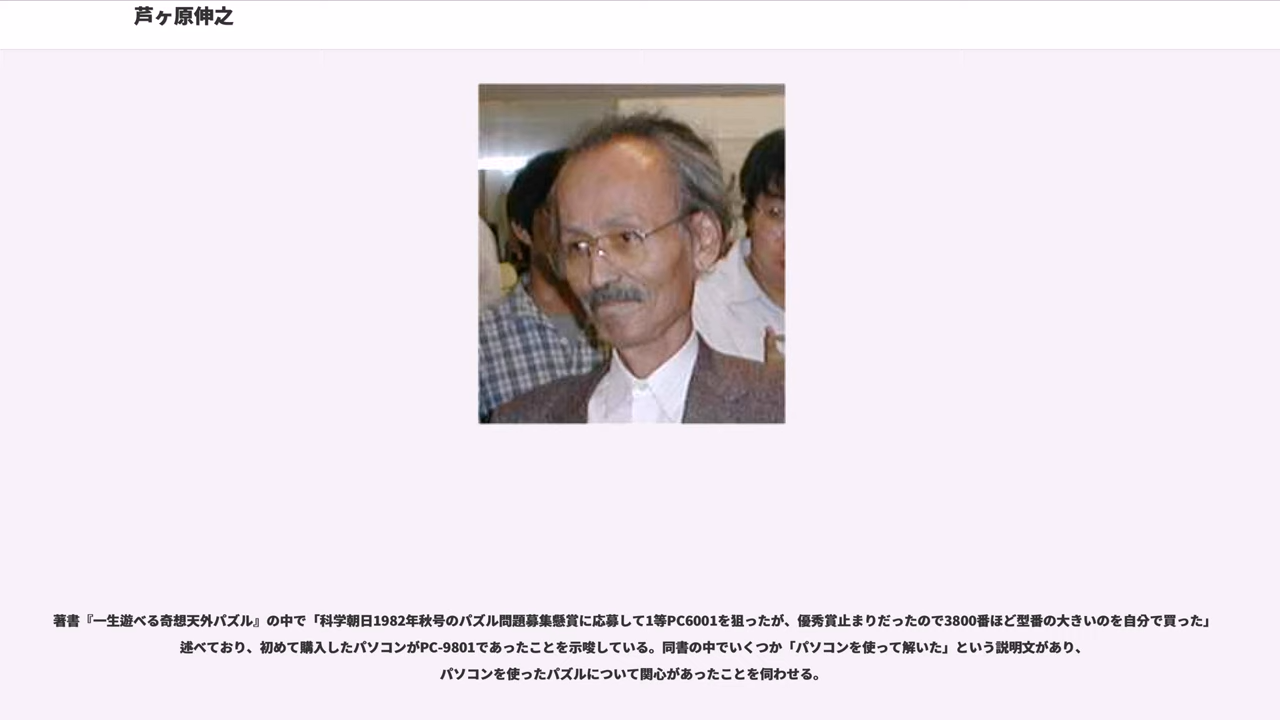 芦ヶ原伸之
著書『一生遊べる奇想天外パズル』の中で「科学朝日1982年秋号のパズル問題募集懸賞に応募して1等PC6001を狙ったが、優秀賞止まりだったので3800番ほど型番の大きいのを自分で買った」
述べており、初めて購入したパソコンがPC-9801であったことを示唆している。同書の中でいくつか「パソコンを使って解いた」という説明文があり、
パソコンを使ったパズルについて関心があったことを伺わせる。